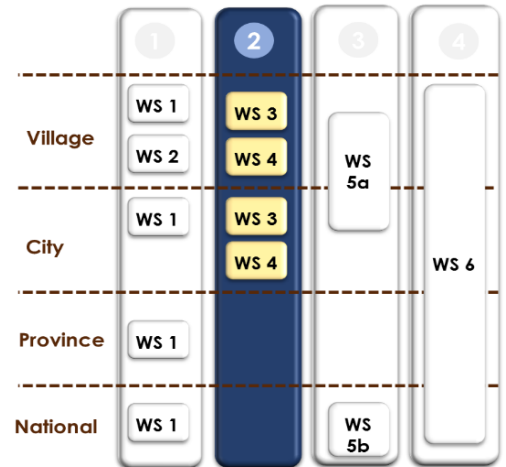 1 2 3 4
WS 1 WS 3
Village
WS 2 WS 4 WS
5a
WS 1 WS 3
City
WS 4 WS 6
Province WS 1
National WS 1 WS
5b